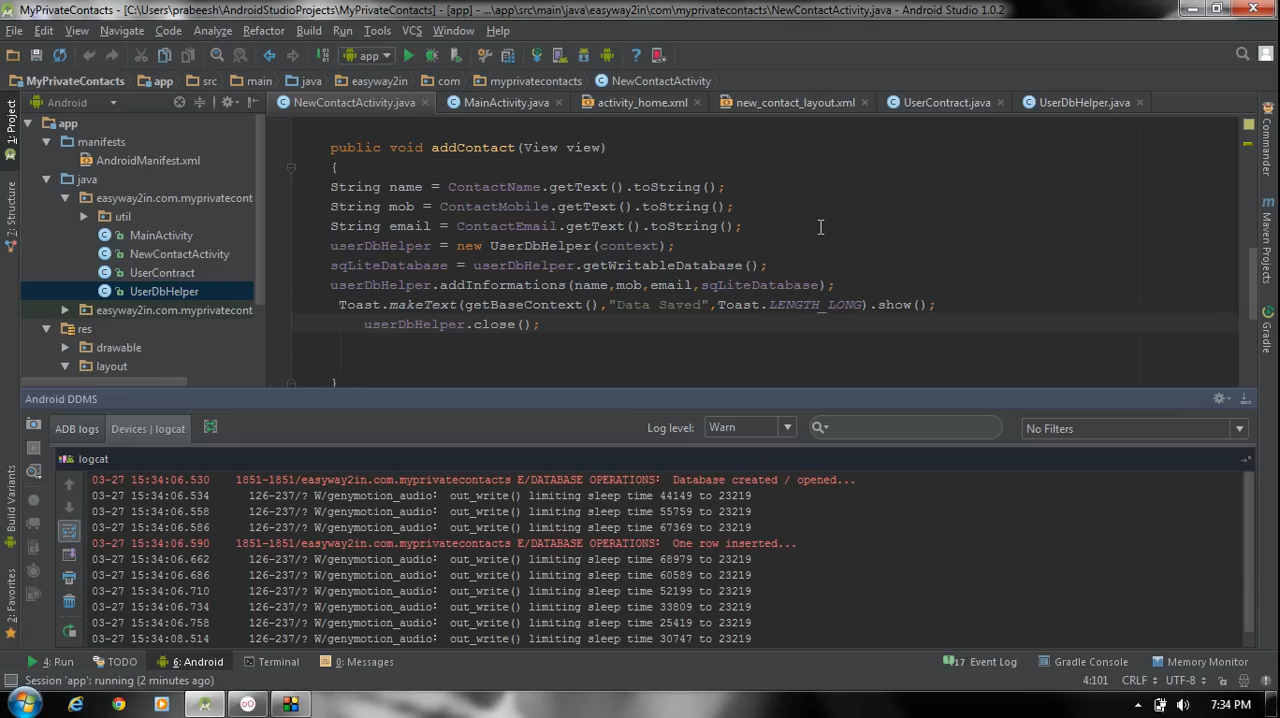 MyPrivateContacts - [C:\Users\prabeesh\AndroidStudioProjects\MyPrivateContacts] - [app] - ...\app\src\main\java\easyway2in\com\myprivatecontacts\NewContactActivity.java - Android Studio 1.0.2
File Edit View Navigate Code Analyze Refactor Build Run Tools VCS Window Help
app
MyPrivateContacts app src main java easyway2in com myprivatecontacts NewContactActivity
Android NewContactActivity.java MainActivity.java activity_home.xml new_contact_layout.xml UserContract.java UserDbHelper.java
1: Project
7: Structure
Build Variants
2: Favorites
Commander
Maven Projects
Gradle
app
manifests
AndroidManifest.xml
java
easyway2in.com.myprivatecont
util
MainActivity
NewContactActivity
UserContract
UserDbHelper
easyway2in.com.myprivatecont
res
drawable
layout
public void addContact(View view)
{
String name = ContactName.getText().toString();
String mob = ContactMobile.getText().toString();
String email = ContactEmail.getText().toString();
userDbHelper = new UserDbHelper(context);
sqLiteDatabase = userDbHelper.getWritableDatabase();
userDbHelper.addInformations(name,mob,email,sqLiteDatabase);
Toast.makeText(getBaseContext(),"Data Saved",Toast.LENGTH_LONG).show();
userDbHelper.close();
}
Android DDMS
ADB logs Devices | logcat Log level: Warn No Filters
logcat
03-27 15:34:06.530 1851-1851/easyway2in.com.myprivatecontacts E/DATABASE OPERATIONS: Database created / opened...
03-27 15:34:06.534 126-237/? W/genymotion_audio: out_write() limiting sleep time 44149 to 23219
03-27 15:34:06.558 126-237/? W/genymotion_audio: out_write() limiting sleep time 55759 to 23219
03-27 15:34:06.586 126-237/? W/genymotion_audio: out_write() limiting sleep time 67369 to 23219
03-27 15:34:06.590 1851-1851/easyway2in.com.myprivatecontacts E/DATABASE OPERATIONS: One row inserted...
03-27 15:34:06.662 126-237/? W/genymotion_audio: out_write() limiting sleep time 68979 to 23219
03-27 15:34:06.686 126-237/? W/genymotion_audio: out_write() limiting sleep time 60589 to 23219
03-27 15:34:06.710 126-237/? W/genymotion_audio: out_write() limiting sleep time 52199 to 23219
03-27 15:34:06.734 126-237/? W/genymotion_audio: out_write() limiting sleep time 33809 to 23219
03-27 15:34:06.758 126-237/? W/genymotion_audio: out_write() limiting sleep time 25419 to 23219
03-27 15:34:08.514 126-237/? W/genymotion_audio: out_write() limiting sleep time 30747 to 23219
4: Run TODO 6: Android Terminal 0: Messages 17 Event Log Gradle Console Memory Monitor
Session 'app': running (2 minutes ago) 4:101 CRLF UTF-8
7:34 PM